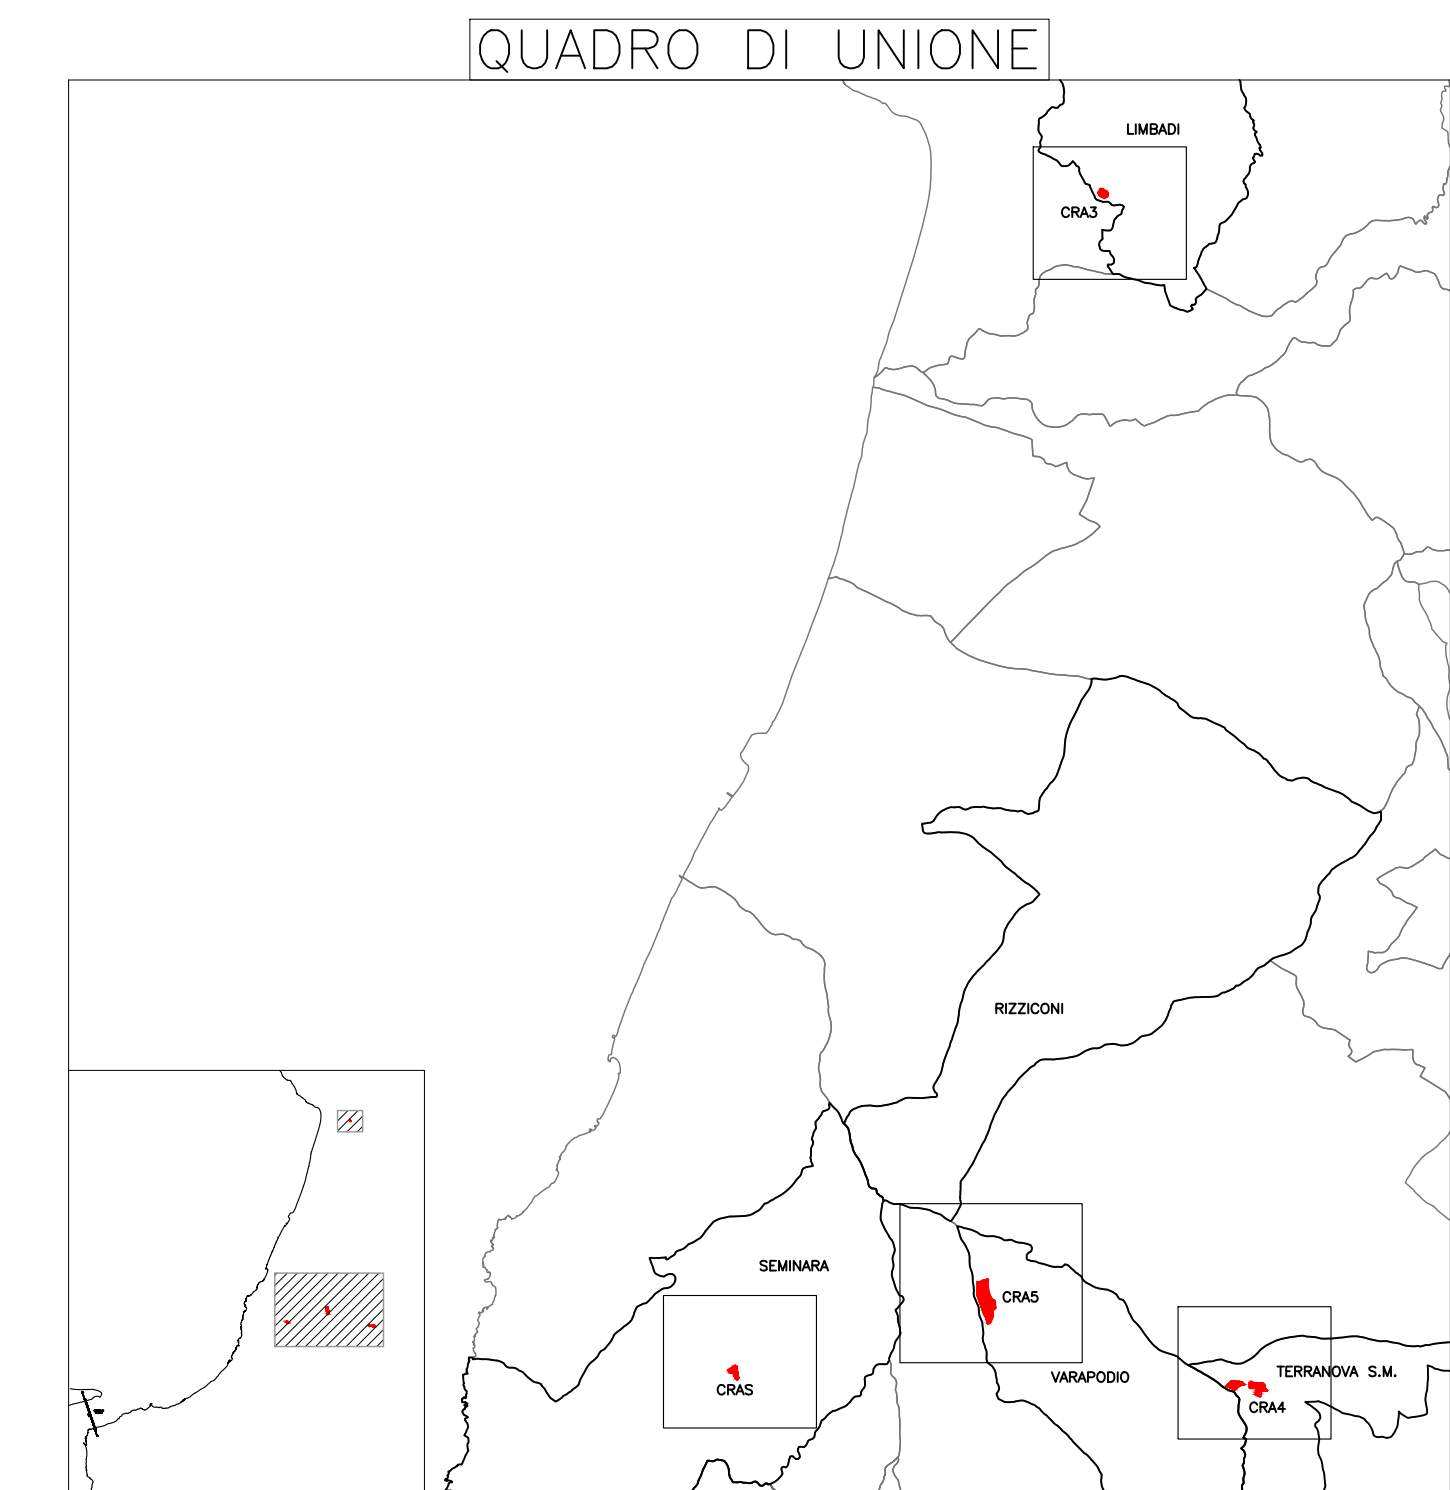 QUADRO DI UNIONE
LIMBADI
CRA3
RIZZICONI
SEMINARA
CRA5
VARAPODIO
TERRANOVA S.M.
CRAS
CRA4